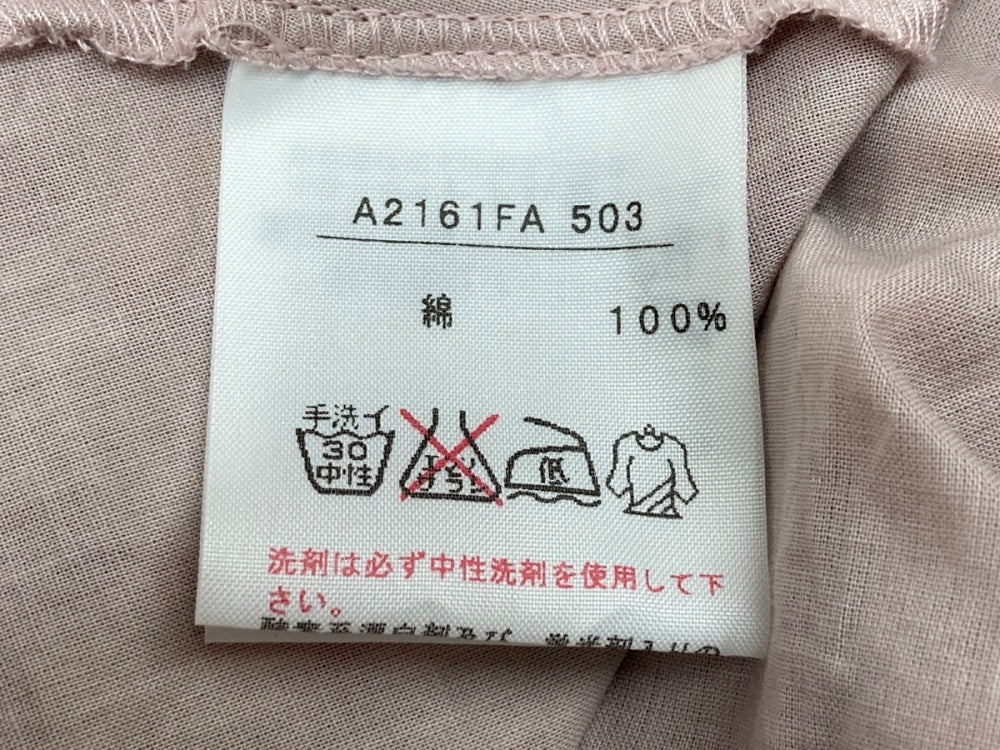 A2161FA 503
綿 100%
手洗イ
30
中性
エンソ
サラシ
低
洗剤は必ず中性洗剤を使用して下
さい。